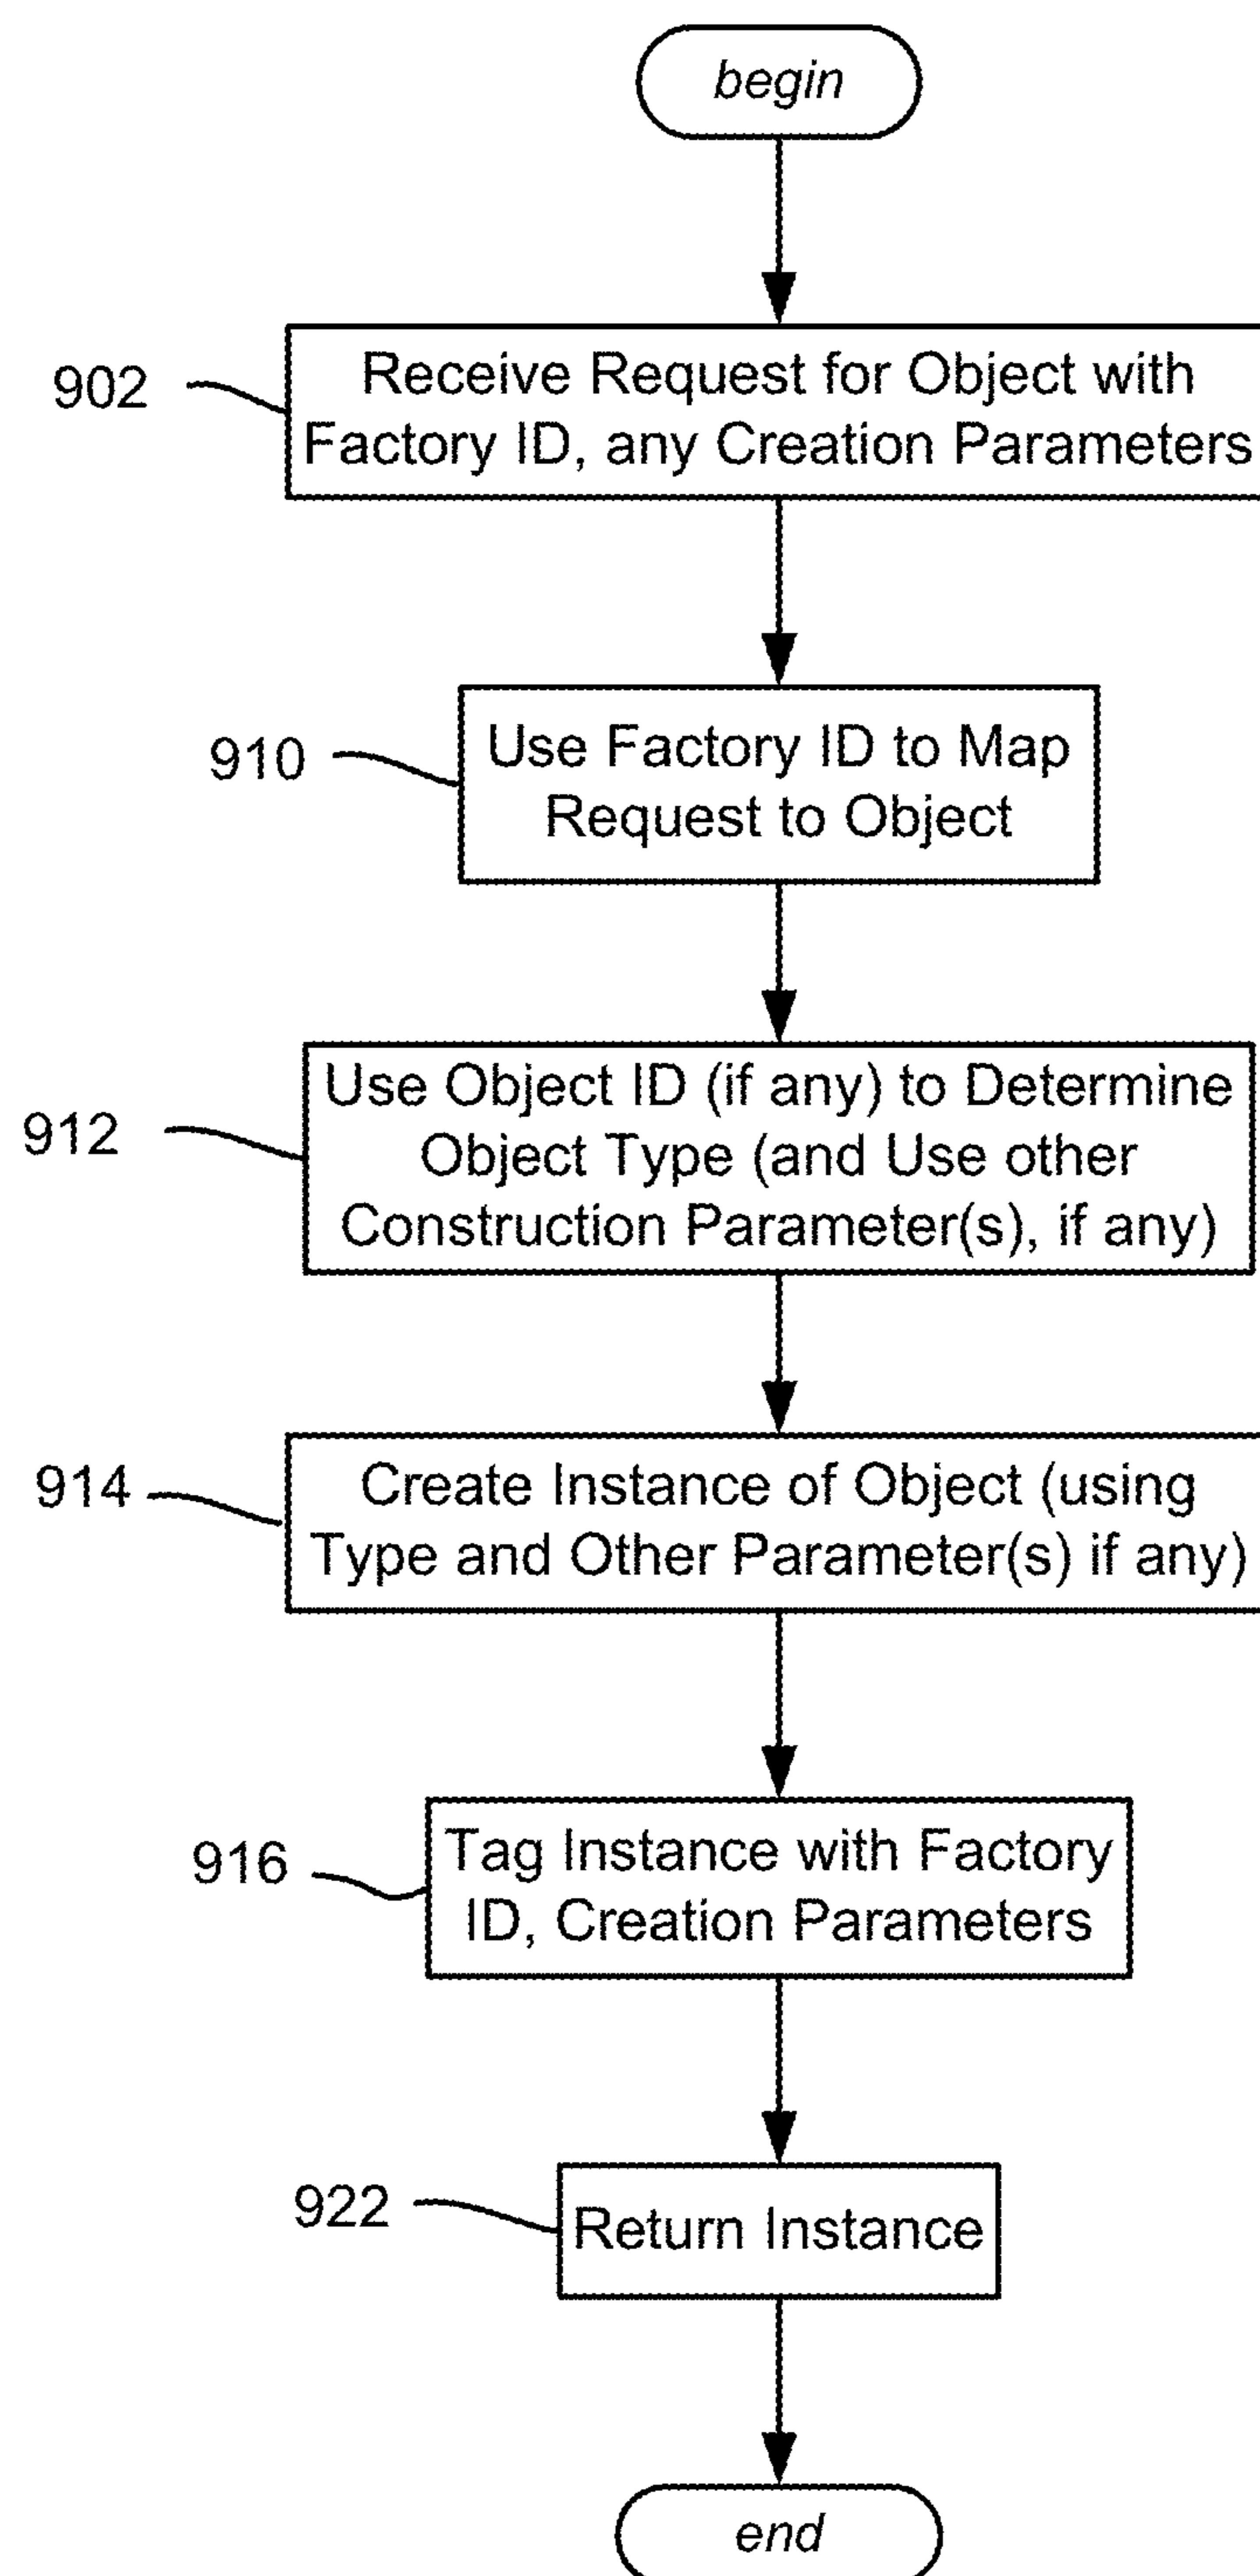 begin
902
Receive Request for Object with
Factory ID, any Creation Parameters
910
Use Factory ID to Map
Request to Object
912
Use Object ID (if any) to Determine
Object Type (and Use other
Construction Parameter(s), if any)
914
Create Instance of Object (using
Type and Other Parameter(s) if any)
916
Tag Instance with Factory
ID, Creation Parameters
922
Return Instance
end